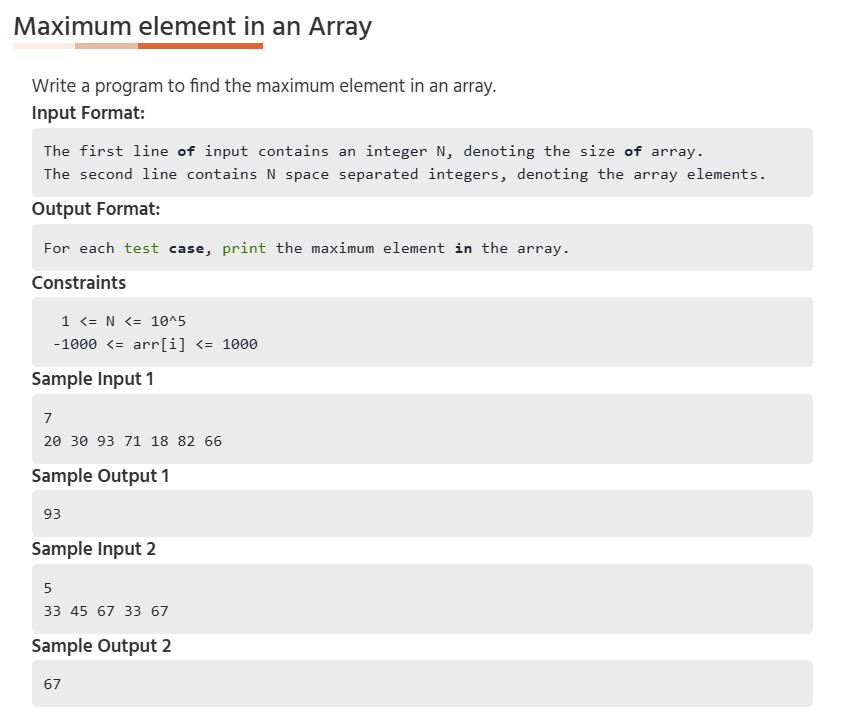 Maximum element in an Array
Write a program to find the maximum element in an array.
Input Format:
The first line of input contains an integer N, denoting the size of array.
The second line contains N space separated integers, denoting the array elements.
Output Format:
For each test case, print the maximum element in the array.
Constraints
1 <= N <= 10^5
-1000 <= arr[i] <= 1000
Sample Input 1
7
20 30 93 71 18 82 66
Sample Output 1
93
Sample Input 2
5
33 45 67 33 67
Sample Output 2
67